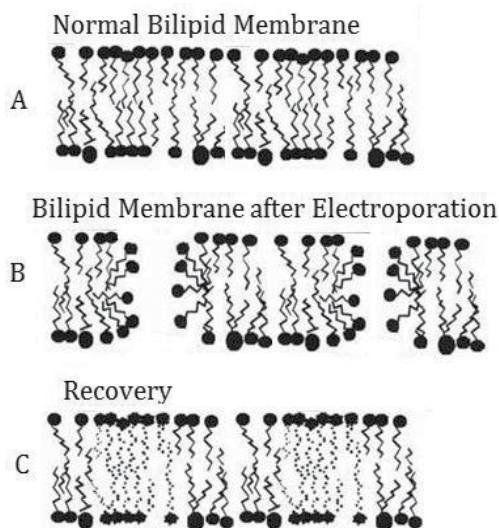 Normal Bilipid Membrane
A
Bilipid Membrane after Electroporation
B
Recovery
C